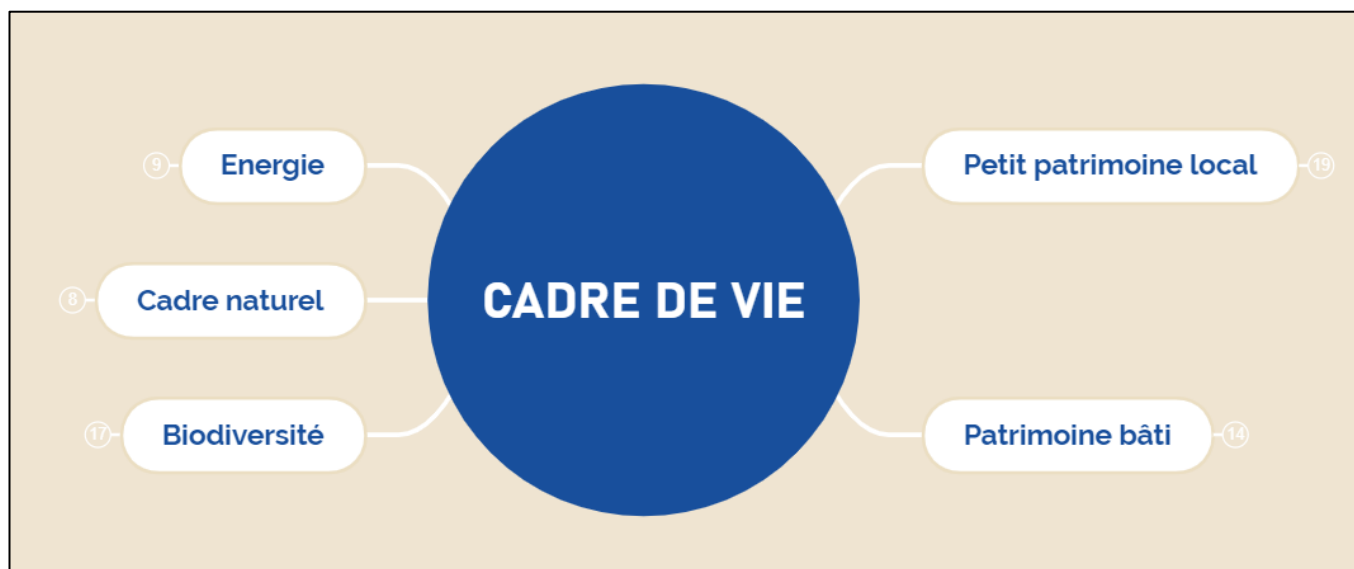 9
Energie
8
Cadre naturel
17
Biodiversité
CADRE DE VIE
Petit patrimoine local
19
Patrimoine bâti
14